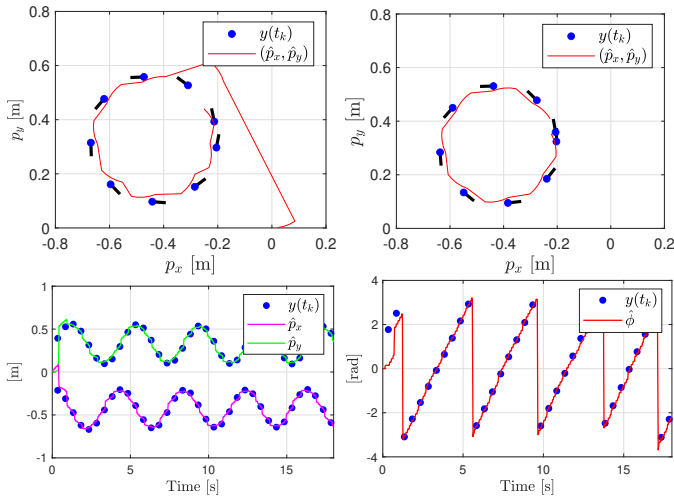 0.8
0.6
0.4
0.2
0
-0.8 -0.6 -0.4 -0.2 0 0.2
p_y [m]
p_x [m]
y(t_k)
(p̂_x, p̂_y)
0.8
0.6
0.4
0.2
0
-0.8 -0.6 -0.4 -0.2 0 0.2
p_y [m]
p_x [m]
y(t_k)
(p̂_x, p̂_y)
1
0.5
0
-0.5
-1
0 5 10 15
[m]
Time [s]
y(t_k)
p̂_x
p̂_y
4
2
0
-2
-4
0 5 10 15
[rad]
Time [s]
y(t_k)
ϕ̂